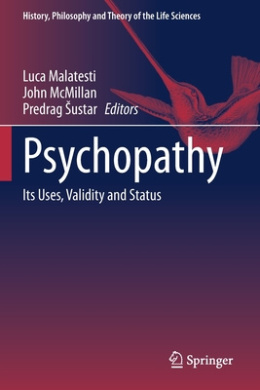 History, Philosophy and Theory of the Life Sciences
Luca Malatesti
John McMillan
Predrag Šustar Editors
Psychopathy
Its Uses, Validity and Status
Springer